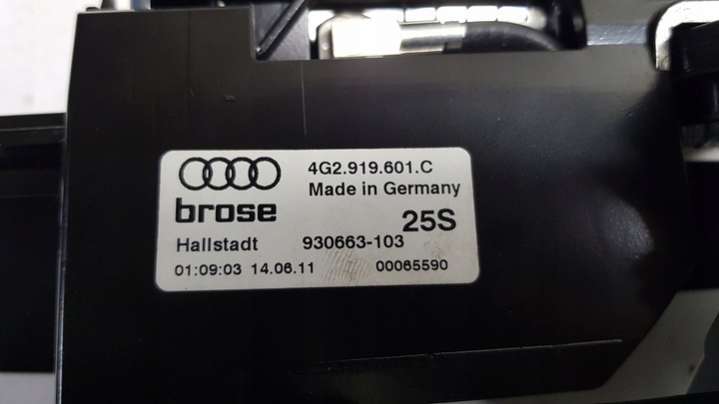 4G2.919.601.C
Made in Germany
brose
25S
Hallstadt 930663-103
01:09:03 14.06.11 00065590